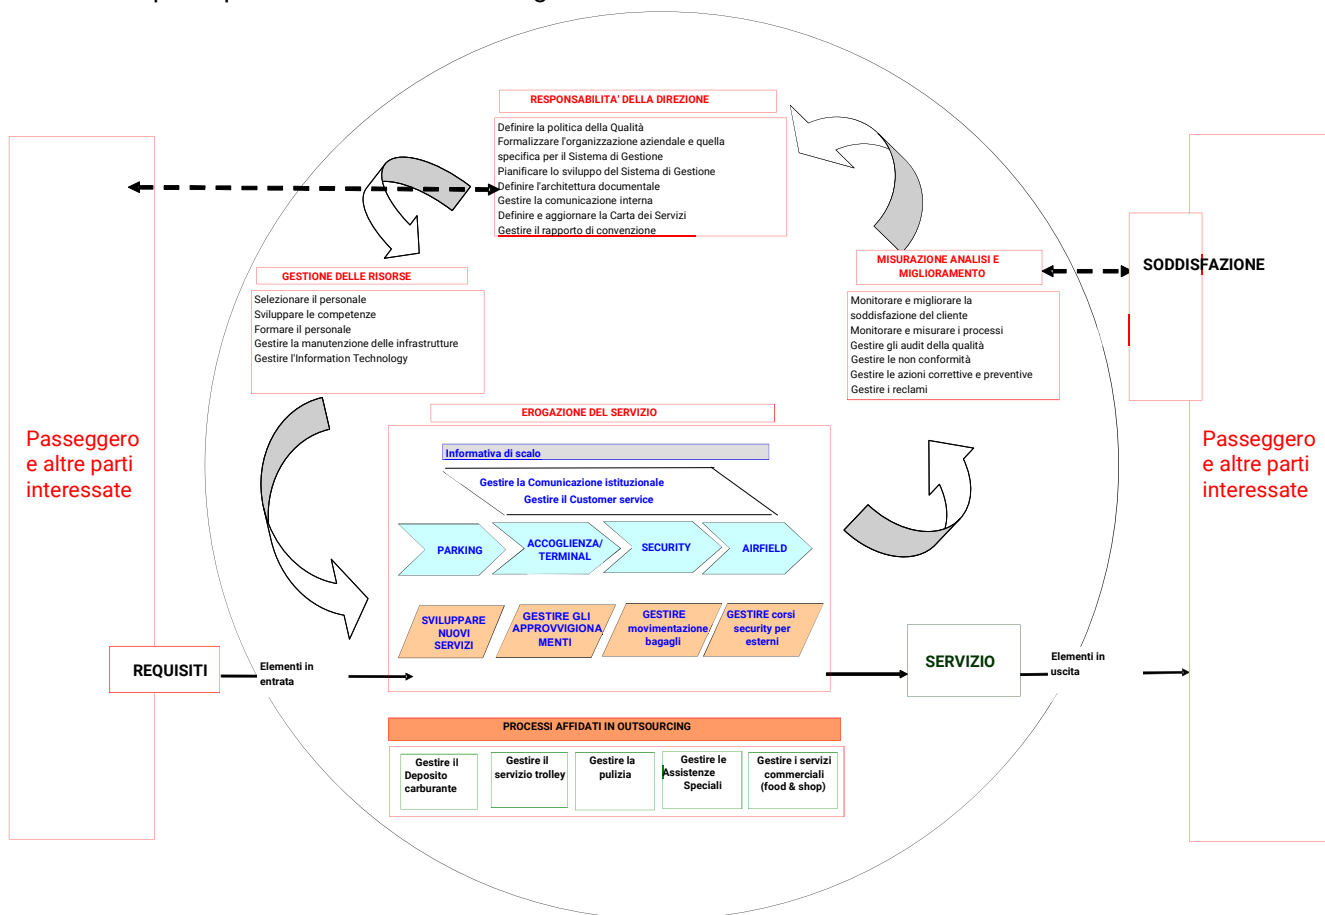 RESPONSABILITA' DELLA DIREZIONE
Definire la politica della Qualità
Formalizzare l'organizzazione aziendale e quella
specifica per il Sistema di Gestione
Pianificare lo sviluppo del Sistema di Gestione
Definire l'architettura documentale
Gestire la comunicazione interna
Definire e aggiornare la Carta dei Servizi
Gestire il rapporto di convenzione
GESTIONE DELLE RISORSE
Selezionare il personale
Sviluppare le competenze
Formare il personale
Gestire la manutenzione delle infrastrutture
Gestire l'Information Technology
MISURAZIONE ANALISI E
MIGLIORAMENTO
Monitorare e migliorare la
soddisfazione del cliente
Monitorare e misurare i processi
Gestire gli audit della qualità
Gestire le non conformità
Gestire le azioni correttive e preventive
Gestire i reclami
SODDISFAZIONE
Passeggero
e altre parti
interessate
Passeggero
e altre parti
interessate
EROGAZIONE DEL SERVIZIO
Informativa di scalo
Gestire la Comunicazione istituzionale
Gestire il Customer service
PARKING
ACCOGLIENZA/
TERMINAL
SECURITY
AIRFIELD
SVILUPPARE
NUOVI
SERVIZI
GESTIRE GLI
APPROVVIGIONA
MENTI
GESTIRE
movimentazione
bagagli
GESTIRE corsi
security per
esterni
REQUISITI
Elementi in
entrata
SERVIZIO
Elementi in
uscita
PROCESSI AFFIDATI IN OUTSOURCING
Gestire il
Deposito
carburante
Gestire il
servizio trolley
Gestire la
pulizia
Gestire le
Assistenze
Speciali
Gestire i servizi
commerciali
(food & shop)